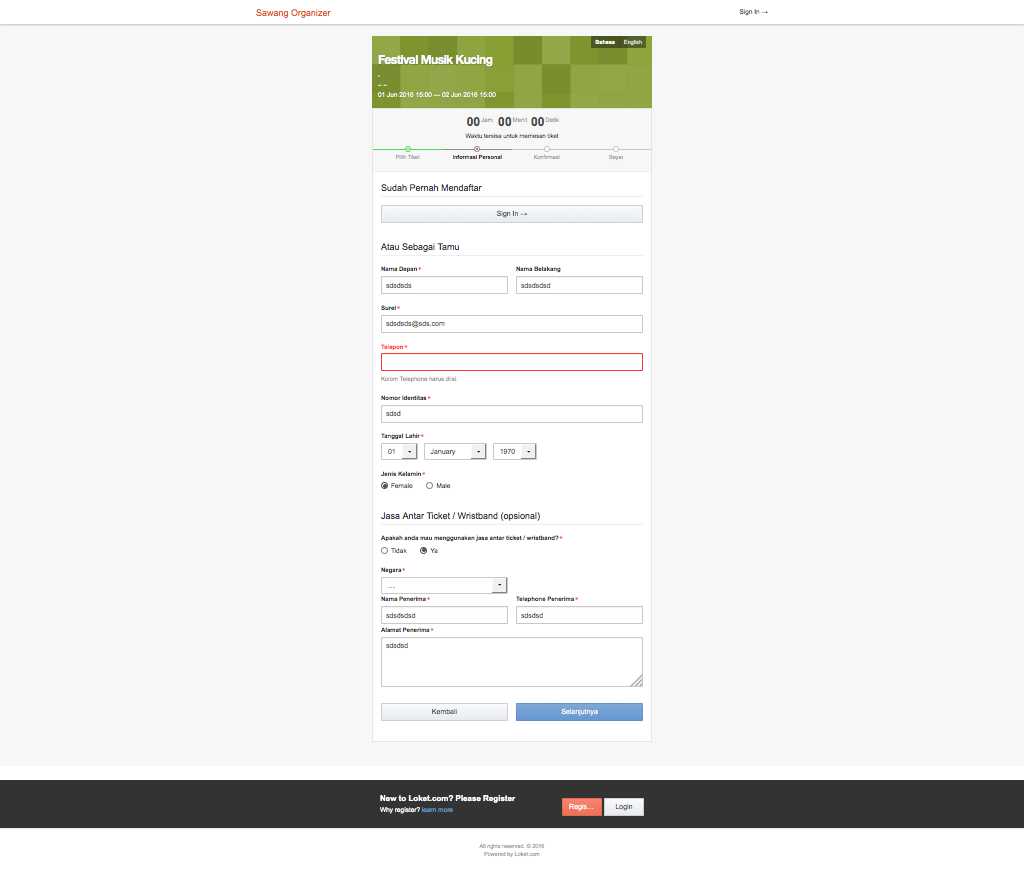 Sawang Organizer
Sign In →
Bahasa English
Festival Musik Kucing
-
- –
01 Jun 2016 15:00 — 02 Jun 2016 15:00
00 Jam 00 Menit 00 Detik
Waktu tersisa untuk memesan tiket
Pilih Tiket Informasi Personal Konfirmasi Bayar
Sudah Pernah Mendaftar
Sign In →
Atau Sebagai Tamu
Nama Depan* Nama Belakang
sdsdsds sdsdsdsd
Surel*
sdsdsds@sds.com
Telepon*
Kolom Telephone harus diisi.
Nomor Identitas*
sdsd
Tanggal Lahir*
01 January 1970
Jenis Kelamin*
Female Male
Jasa Antar Ticket / Wristband (opsional)
Apakah anda mau menggunakan jasa antar ticket / wristband?*
Tidak Ya
Negara*
....
Nama Penerima* Telephone Penerima*
sdsdsdsd sdsdsd
Alamat Penerima*
sdsdsd
Kembali Selanjutnya
New to Loket.com? Please Register
Why register? learn more
Regis... Login
All rights reserved. © 2016
Powered by Loket.com